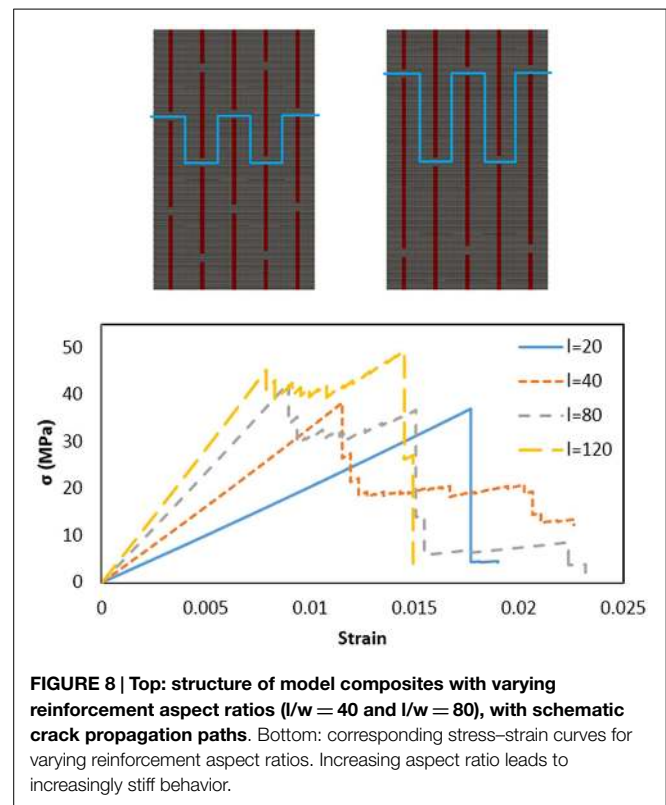 50
40
30
20
10
0
σ (MPa)
l=20
l=40
l=80
l=120
0 0.005 0.01 0.015 0.02 0.025
Strain
FIGURE 8 | Top: structure of model composites with varying
reinforcement aspect ratios (l/w = 40 and l/w = 80), with schematic
crack propagation paths. Bottom: corresponding stress–strain curves for
varying reinforcement aspect ratios. Increasing aspect ratio leads to
increasingly stiff behavior.